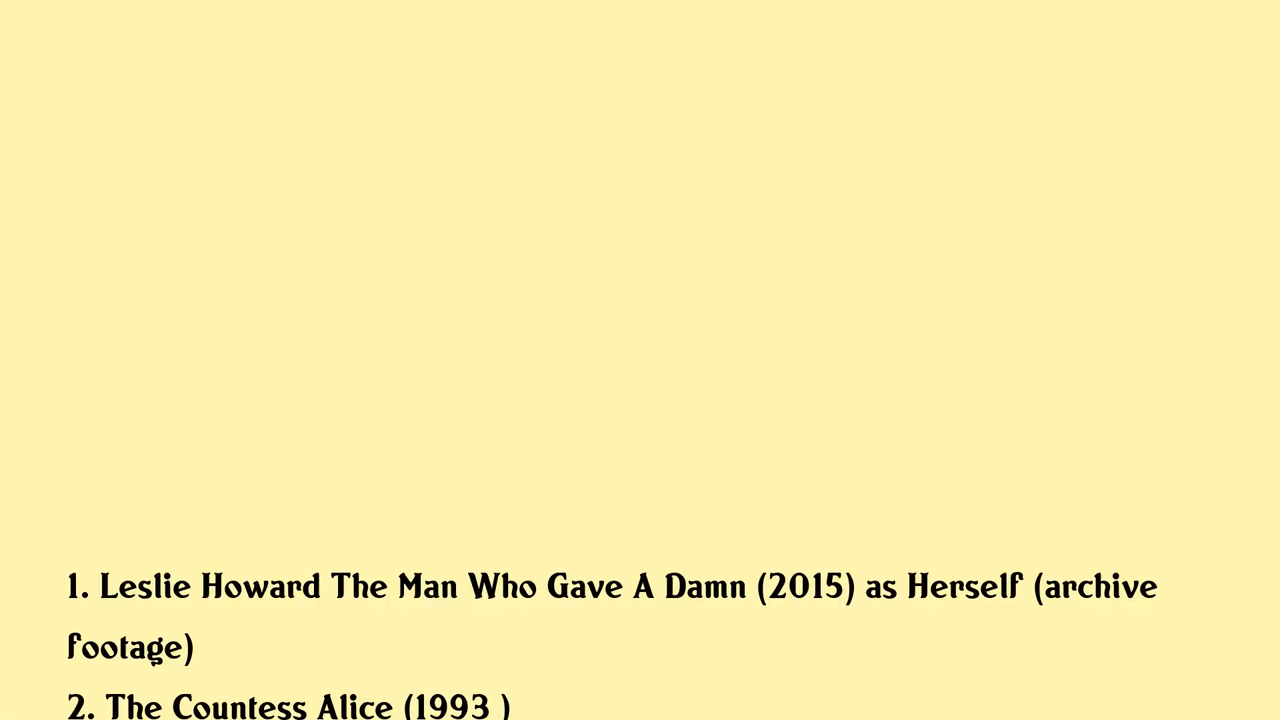 1. Leslie Howard The Man Who Gave A Damn (2015) as Herself (archive
footage)
2. The Countess Alice (1993 )